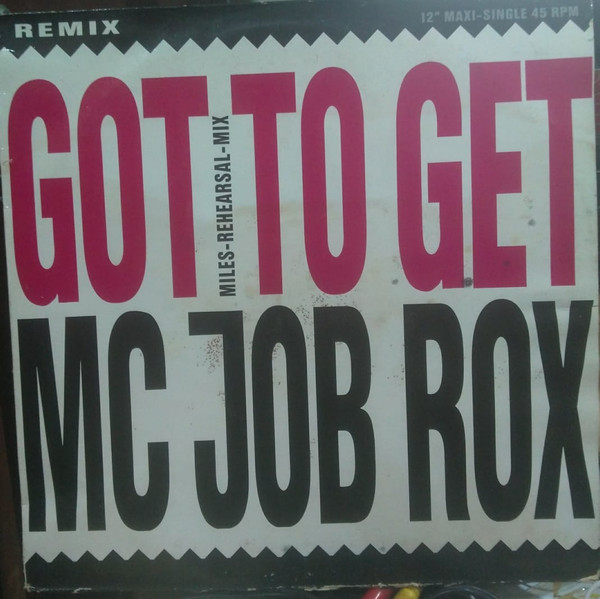 REMIX
12" MAXI-SINGLE 45 RPM
GOT TO GET
MILES-REHEARSAL-MIX
MC JOB ROX